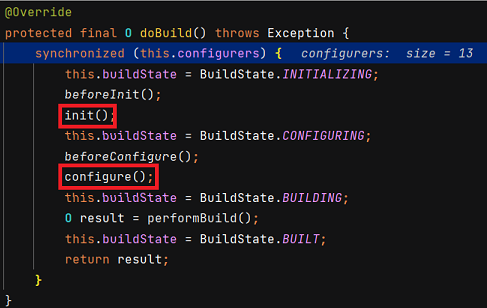 @Override
protected final O doBuild() throws Exception {
synchronized (this.configurers) { configurers: size = 13
this.buildState = BuildState.INITIALIZING;
beforeInit();
init();
this.buildState = BuildState.CONFIGURING;
beforeConfigure();
configure();
this.buildState = BuildState.BUILDING;
O result = performBuild();
this.buildState = BuildState.BUILT;
return result;
}
}